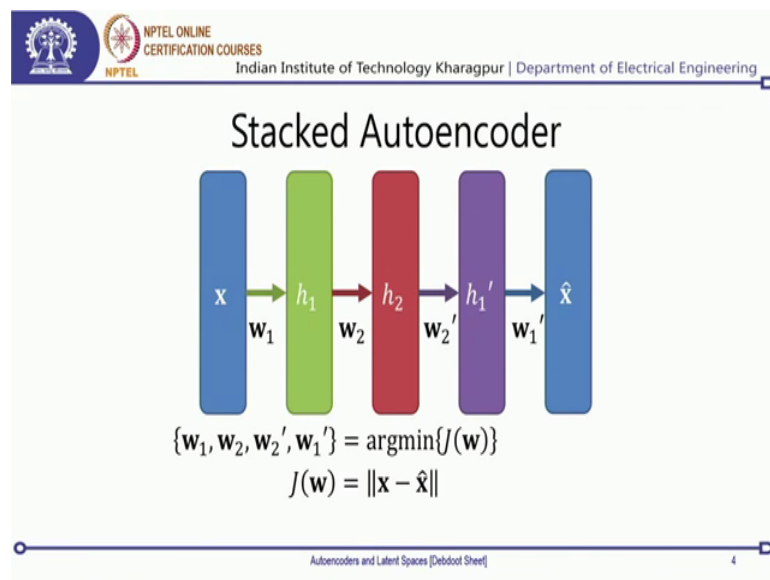 NPTEL ONLINE
CERTIFICATION COURSES
NPTEL
Indian Institute of Technology Kharagpur | Department of Electrical Engineering
Stacked Autoencoder
x h₁ h₂ h₁′ x̂
w₁ w₂ w₂′ w₁′
{w₁, w₂, w₂′, w₁′} = argmin{J(w)}
J(w) = ‖x − x̂‖
Autoencoders and Latent Spaces [Debdoot Sheet] 4